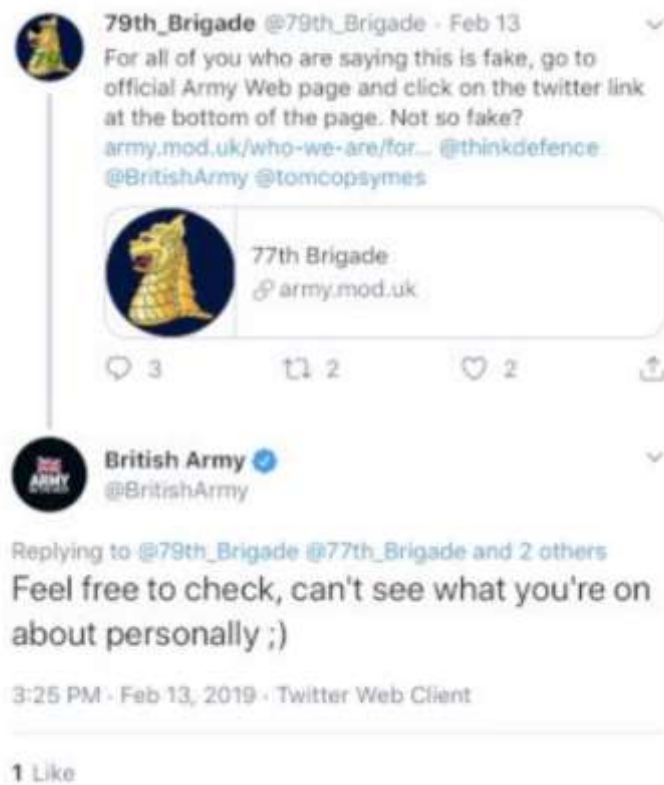 79th_Brigade @79th_Brigade · Feb 13
For all of you who are saying this is fake, go to
official Army Web page and click on the twitter link
at the bottom of the page. Not so fake?
army.mod.uk/who-we-are/for... @thinkdefence
@BritishArmy @tomcopsymes
77th Brigade
army.mod.uk
3 2 2
British Army
ARMY
@BritishArmy
Replying to @79th_Brigade @77th_Brigade and 2 others
Feel free to check, can't see what you're on
about personally ;)
3:25 PM · Feb 13, 2019 · Twitter Web Client
1 Like